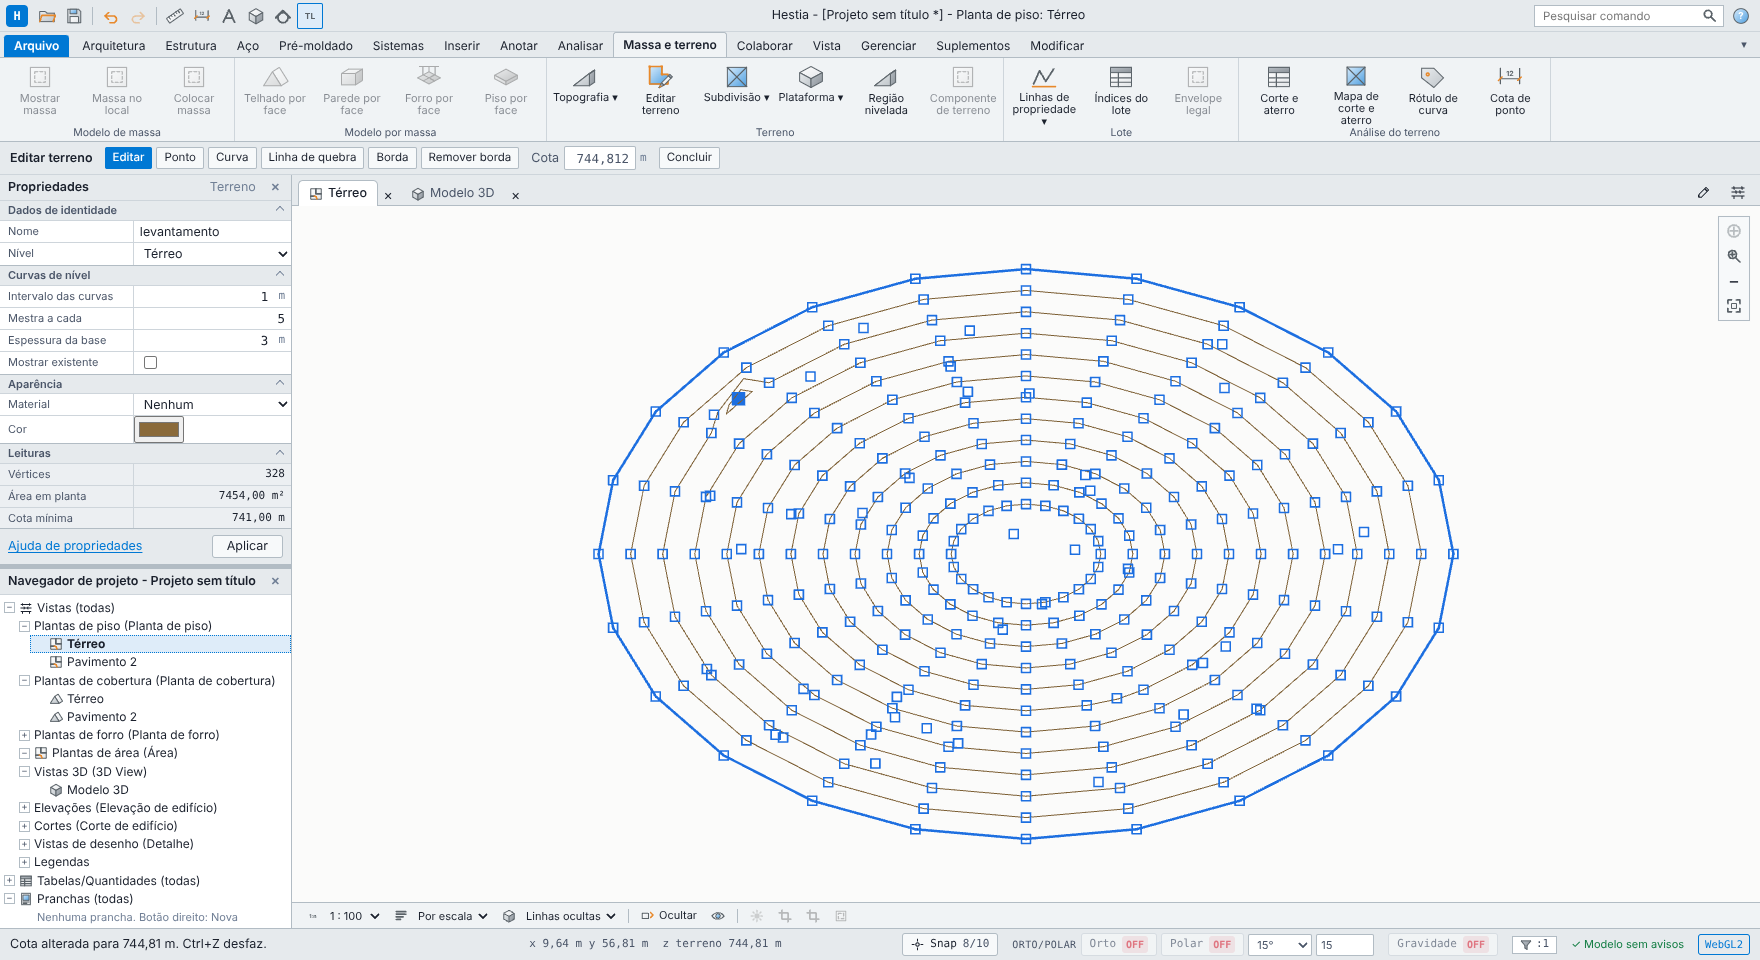 H
TL
Hestia - [Projeto sem título *] - Planta de piso: Térreo
Pesquisar comando
?
Arquivo Arquitetura Estrutura Aço Pré-moldado Sistemas Inserir Anotar Analisar Massa e terreno Colaborar Vista Gerenciar Suplementos Modificar
Mostrar massa
Massa no local
Colocar massa
Modelo de massa
Telhado por face
Parede por face
Forro por face
Piso por face
Modelo por massa
Topografia ▾
Editar terreno
Subdivisão ▾
Plataforma ▾
Região nivelada
Componente de terreno
Terreno
Linhas de propriedade ▾
Índices do lote
Envelope legal
Lote
Corte e aterro
Mapa de corte e aterro
Rótulo de curva
12
Cota de ponto
Análise do terreno
Editar terreno Editar Ponto Curva Linha de quebra Borda Remover borda Cota 744,812 m Concluir
Propriedades Terreno ×
Dados de identidade
Nome levantamento
Nível Térreo
Curvas de nível
Intervalo das curvas 1 m
Mestra a cada 5
Espessura da base 3 m
Mostrar existente
Aparência
Material Nenhum
Cor
Leituras
Vértices 328
Área em planta 7454,00 m²
Cota mínima 741,00 m
Ajuda de propriedades Aplicar
Navegador de projeto - Projeto sem título ×
Vistas (todas)
Plantas de piso (Planta de piso)
Térreo
Pavimento 2
Plantas de cobertura (Planta de cobertura)
Térreo
Pavimento 2
Plantas de forro (Planta de forro)
Plantas de área (Área)
Vistas 3D (3D View)
Modelo 3D
Elevações (Elevação de edifício)
Cortes (Corte de edifício)
Vistas de desenho (Detalhe)
Legendas
Tabelas/Quantidades (todas)
Pranchas (todas)
Nenhuma prancha. Botão direito: Nova
Térreo × Modelo 3D ×
1 : 100 Por escala Linhas ocultas Ocultar
Cota alterada para 744,81 m. Ctrl+Z desfaz.
x 9,64 m y 56,81 m z terreno 744,81 m
Snap 8/10 ORTO/POLAR Orto OFF Polar OFF 15° 15 Gravidade OFF :1 ✓ Modelo sem avisos WebGL2